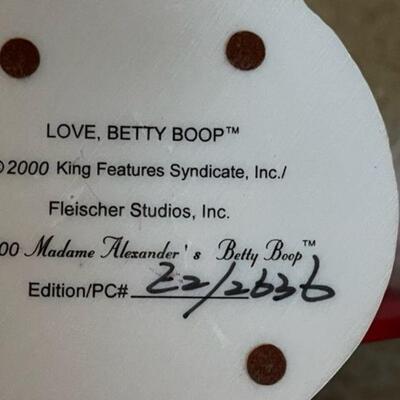 LOVE, BETTY BOOP™
©2000 King Features Syndicate, Inc./
Fleischer Studios, Inc.
00 Madame Alexander's Betty Boop™
Edition/PC# E2/2636